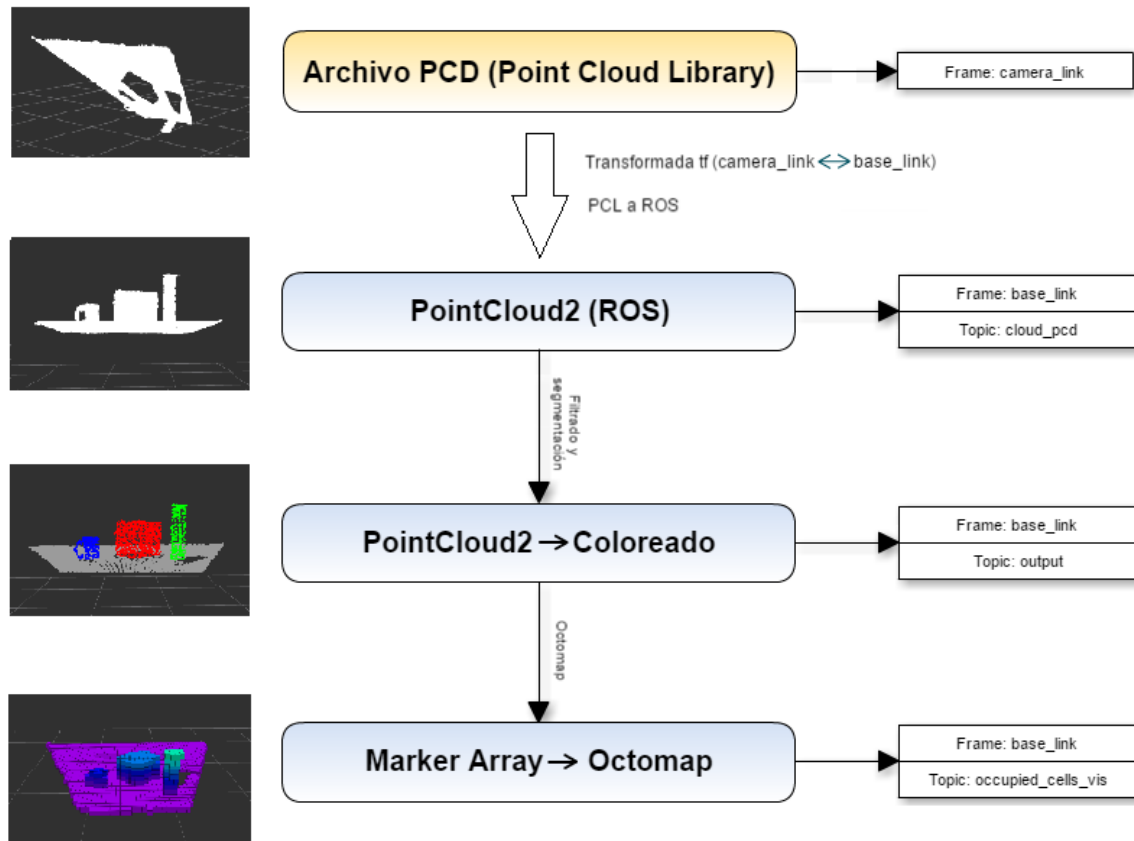 Archivo PCD (Point Cloud Library)
Frame: camera_link
Transformada tf (camera_link <-> base_link)
PCL a ROS
PointCloud2 (ROS)
Frame: base_link
Topic: cloud_pcd
Filtrado y
segmentación
PointCloud2 → Coloreado
Frame: base_link
Topic: output
Octomap
Marker Array → Octomap
Frame: base_link
Topic: occupied_cells_vis